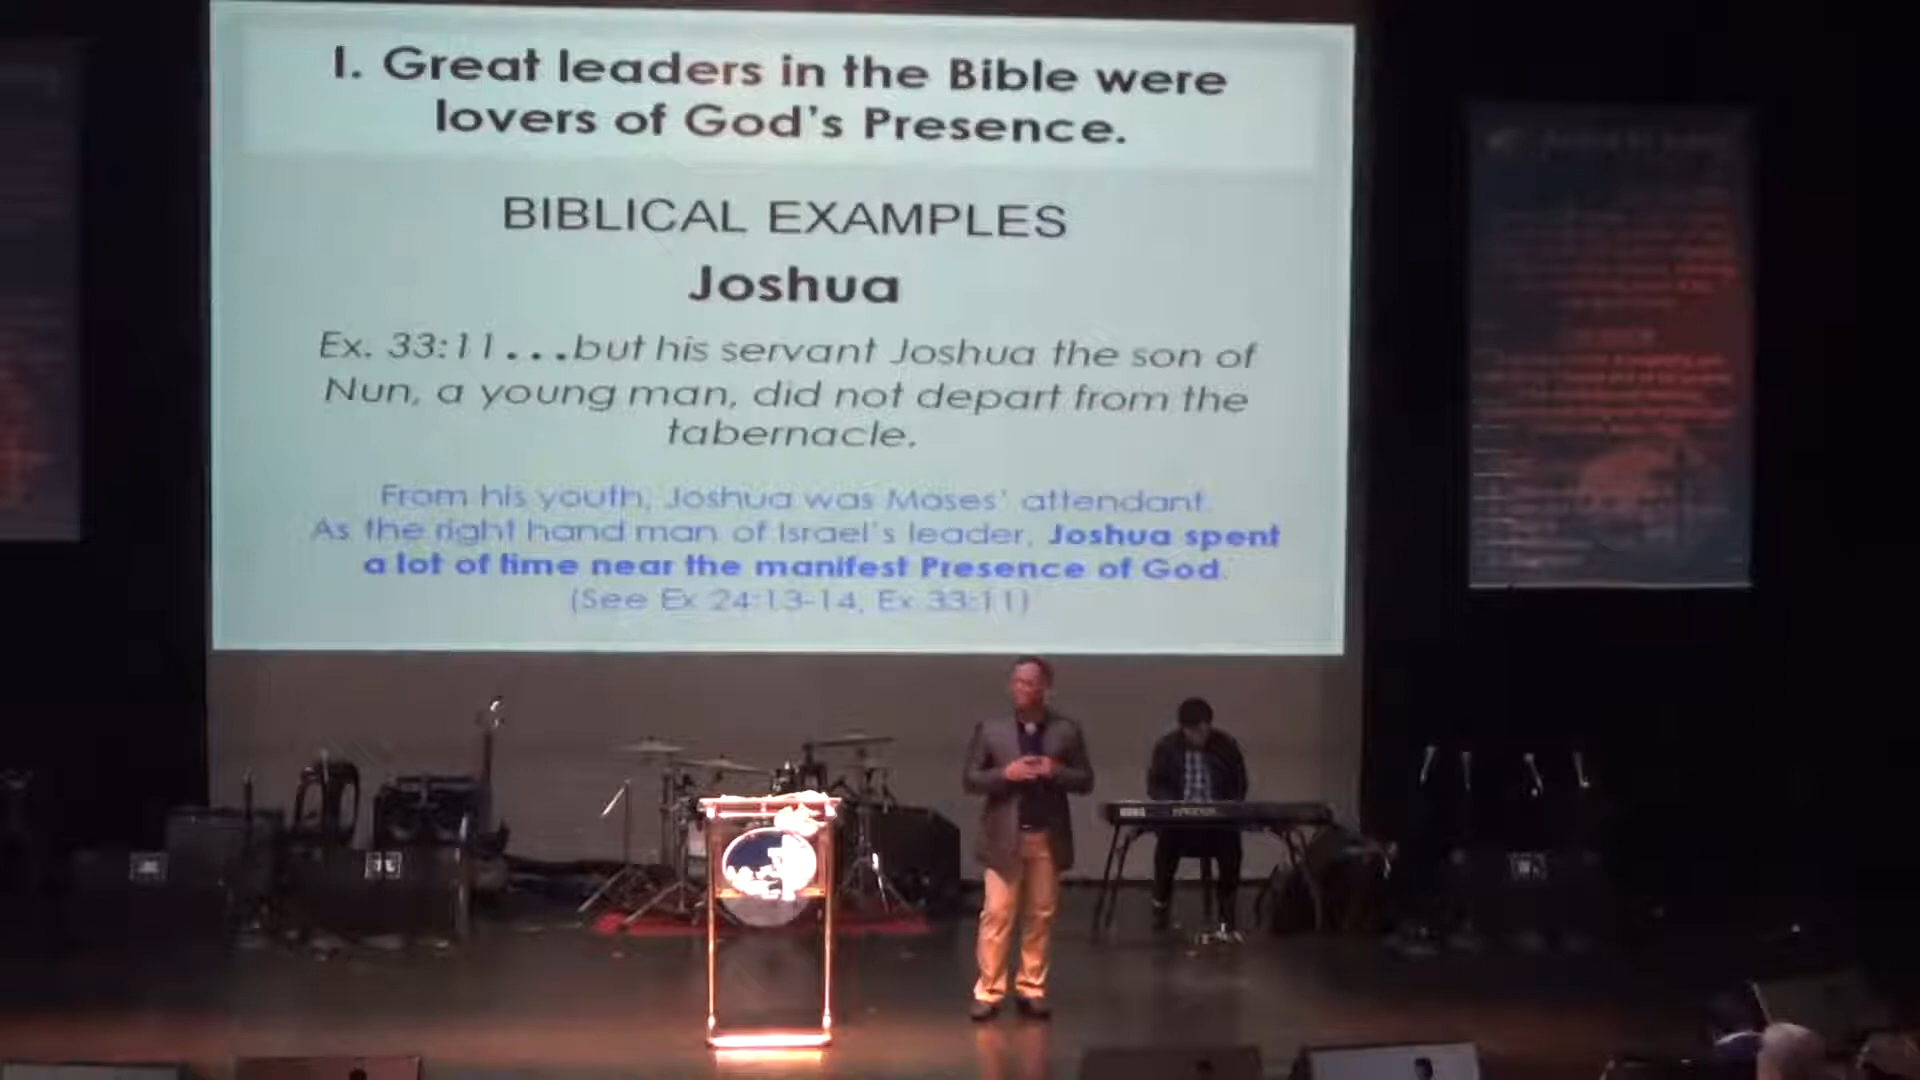 I. Great leaders in the Bible were
lovers of God's Presence.
BIBLICAL EXAMPLES
Joshua
Ex. 33:11...but his servant Joshua the son of
Nun, a young man, did not depart from the
tabernacle.
From his youth, Joshua was Moses' attendant.
As the right hand man of Israel's leader, Joshua spent
a lot of time near the manifest Presence of God.
(See Ex 24:13-14, Ex 33:11)
KORG